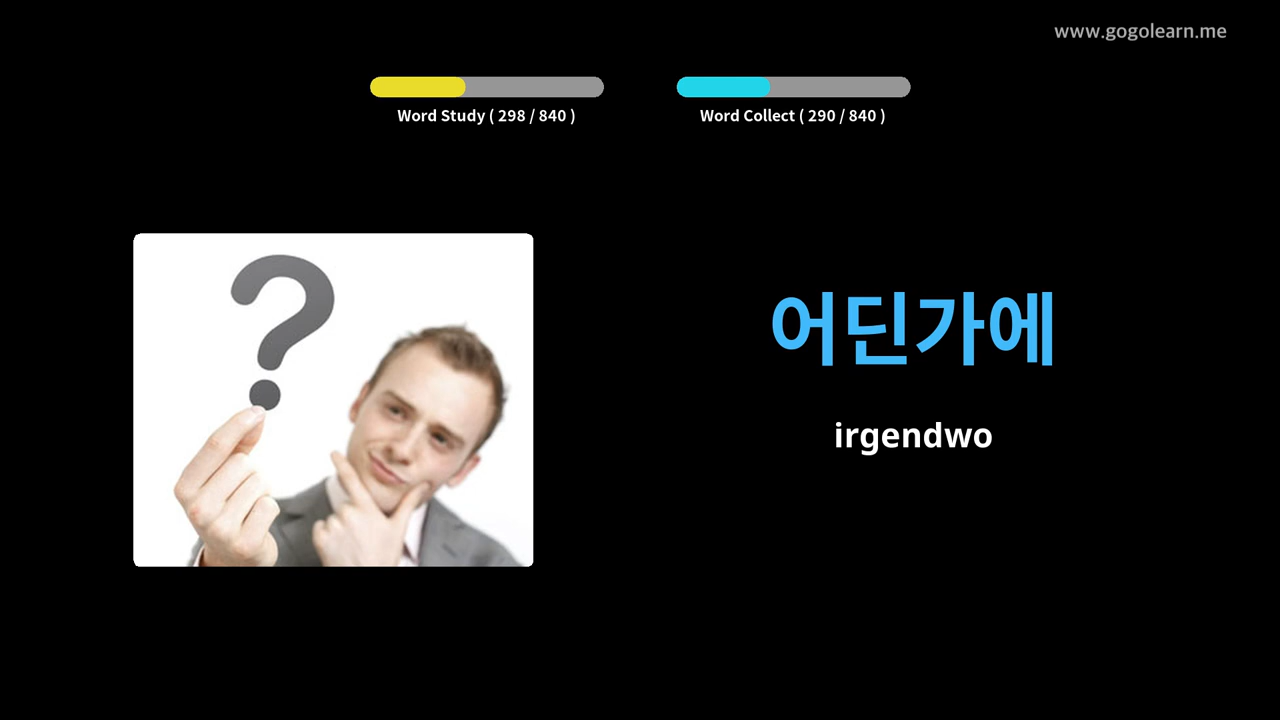 www.gogolearn.me
Word Study ( 298 / 840 )
Word Collect ( 290 / 840 )
?
어딘가에
irgendwo